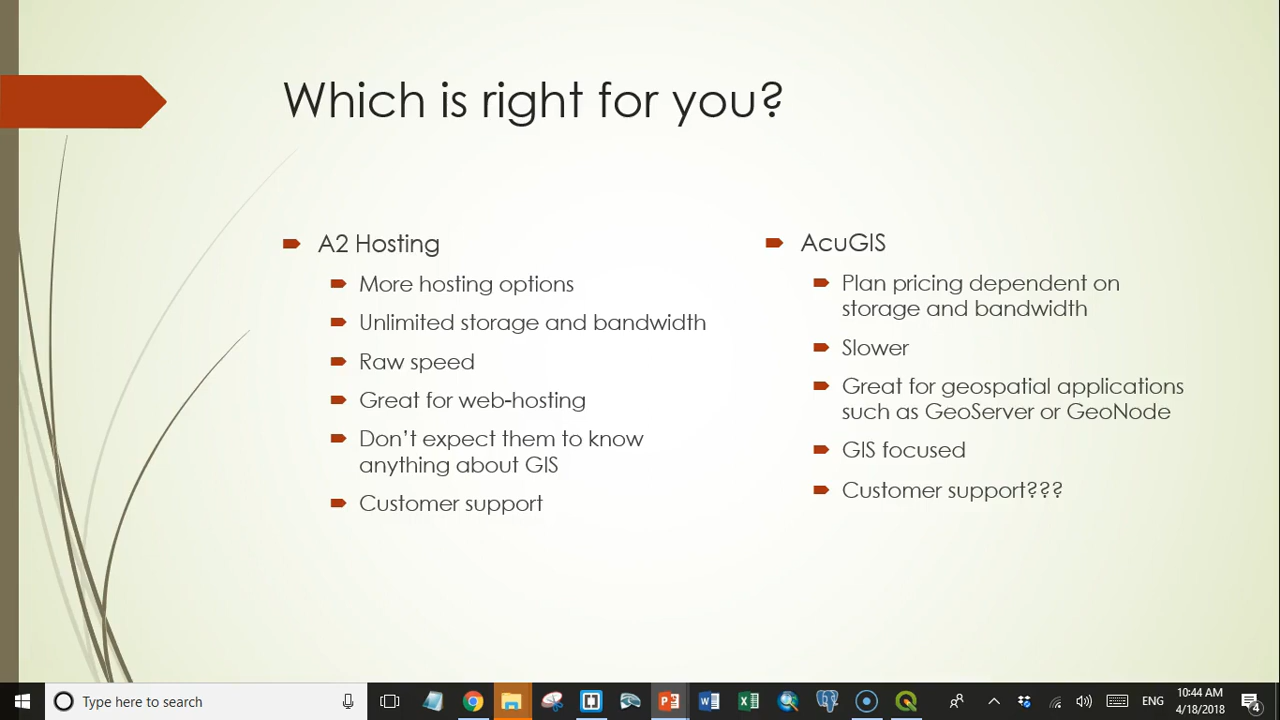 Which is right for you?
A2 Hosting
More hosting options
Unlimited storage and bandwidth
Raw speed
Great for web-hosting
Don’t expect them to know
anything about GIS
Customer support
AcuGIS
Plan pricing dependent on
storage and bandwidth
Slower
Great for geospatial applications
such as GeoServer or GeoNode
GIS focused
Customer support???
Type here to search
ENG
10:44 AM
4/18/2018
4